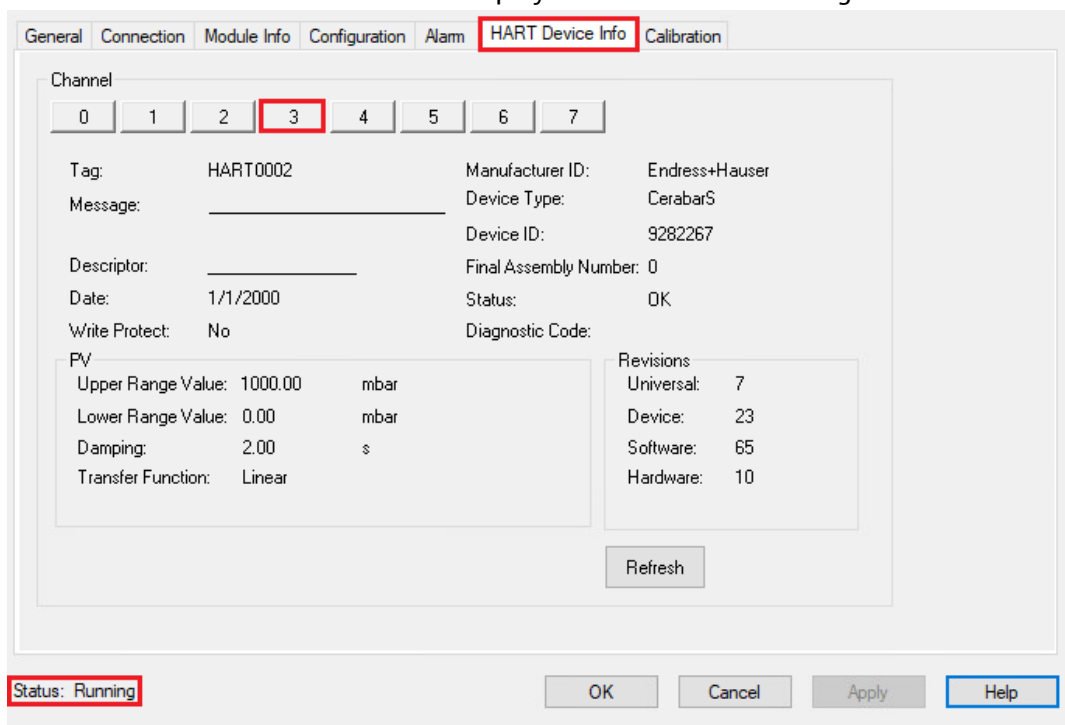 General Connection Module Info Configuration Alarm HART Device Info Calibration
Channel
0 1 2 3 4 5 6 7
Tag: HART0002 Manufacturer ID: Endress+Hauser
Message: Device Type: CerabarS
Device ID: 9282267
Descriptor: Final Assembly Number: 0
Date: 1/1/2000 Status: OK
Write Protect: No Diagnostic Code:
PV Revisions
Upper Range Value: 1000.00 mbar Universal: 7
Lower Range Value: 0.00 mbar Device: 23
Damping: 2.00 s Software: 65
Transfer Function: Linear Hardware: 10
Refresh
Status: Running OK Cancel Apply Help